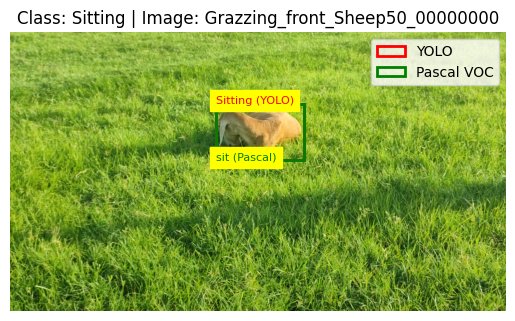 Class: Sitting | Image: Grazzing_front_Sheep50_00000000
YOLO
Pascal VOC
Sitting (YOLO)
sit (Pascal)